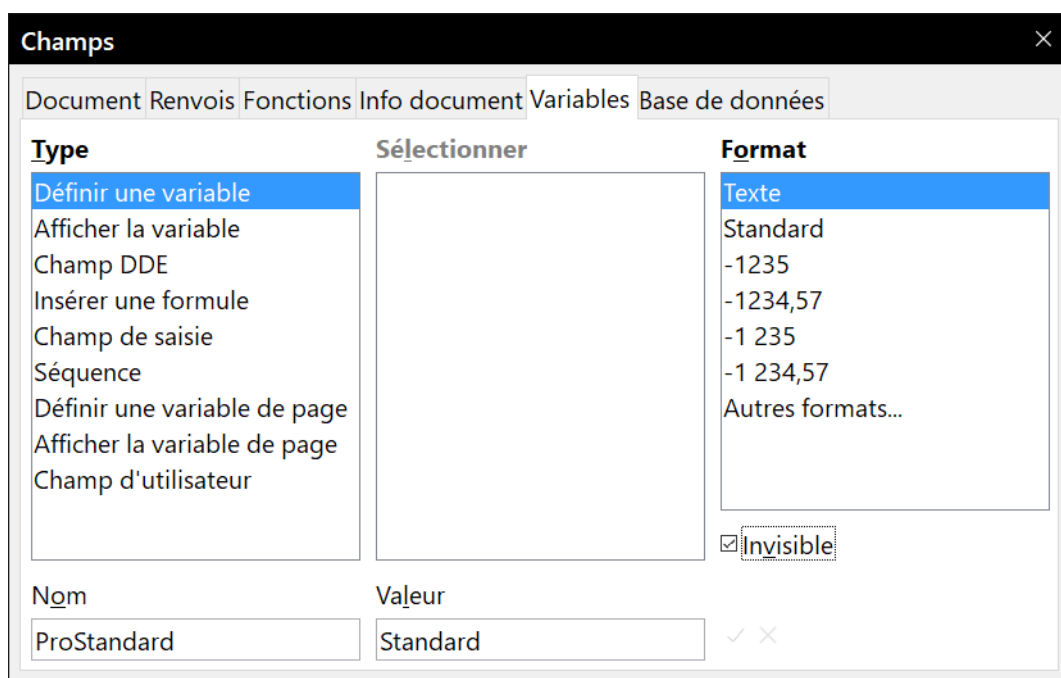 Champs
Document Renvois Fonctions Info document Variables Base de données
Type
Définir une variable
Afficher la variable
Champ DDE
Insérer une formule
Champ de saisie
Séquence
Définir une variable de page
Afficher la variable de page
Champ d'utilisateur
Sélectionner
Format
Texte
Standard
-1235
-1234,57
-1 235
-1 234,57
Autres formats...
Invisible
Nom
ProStandard
Valeur
Standard